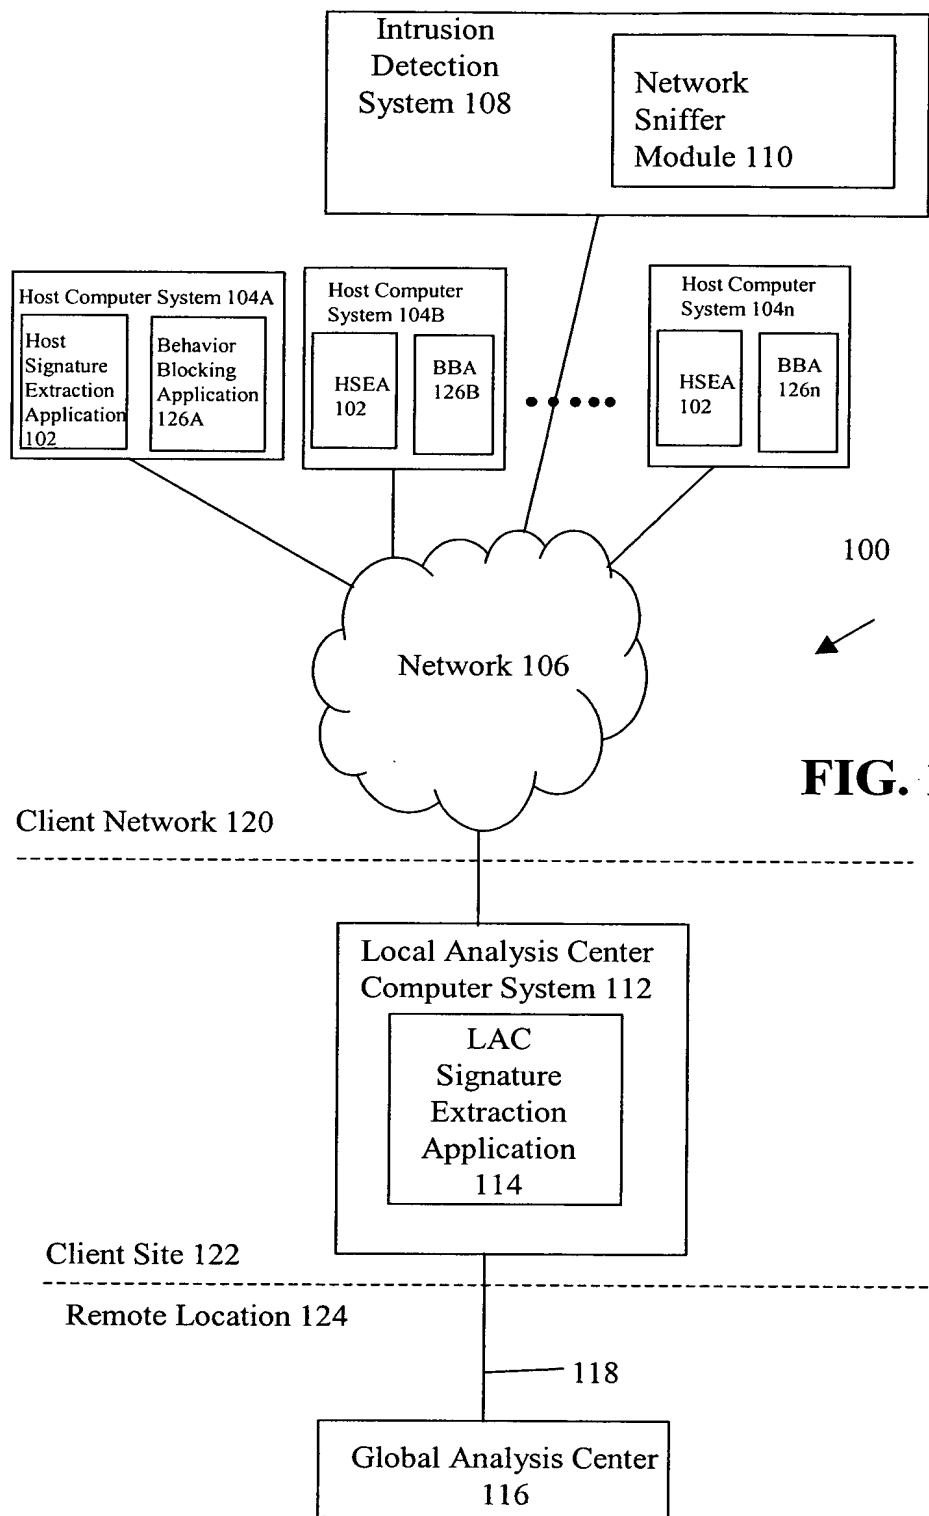 Intrusion
Detection
System 108
Network
Sniffer
Module 110
Host Computer System 104A
Host
Signature
Extraction
Application
102
Behavior
Blocking
Application
126A
Host Computer
System 104B
HSEA
102
BBA
126B
Host Computer
System 104n
HSEA
102
BBA
126n
100
Network 106
FIG.
Client Network 120
Local Analysis Center
Computer System 112
LAC
Signature
Extraction
Application
114
Client Site 122
Remote Location 124
118
Global Analysis Center
116